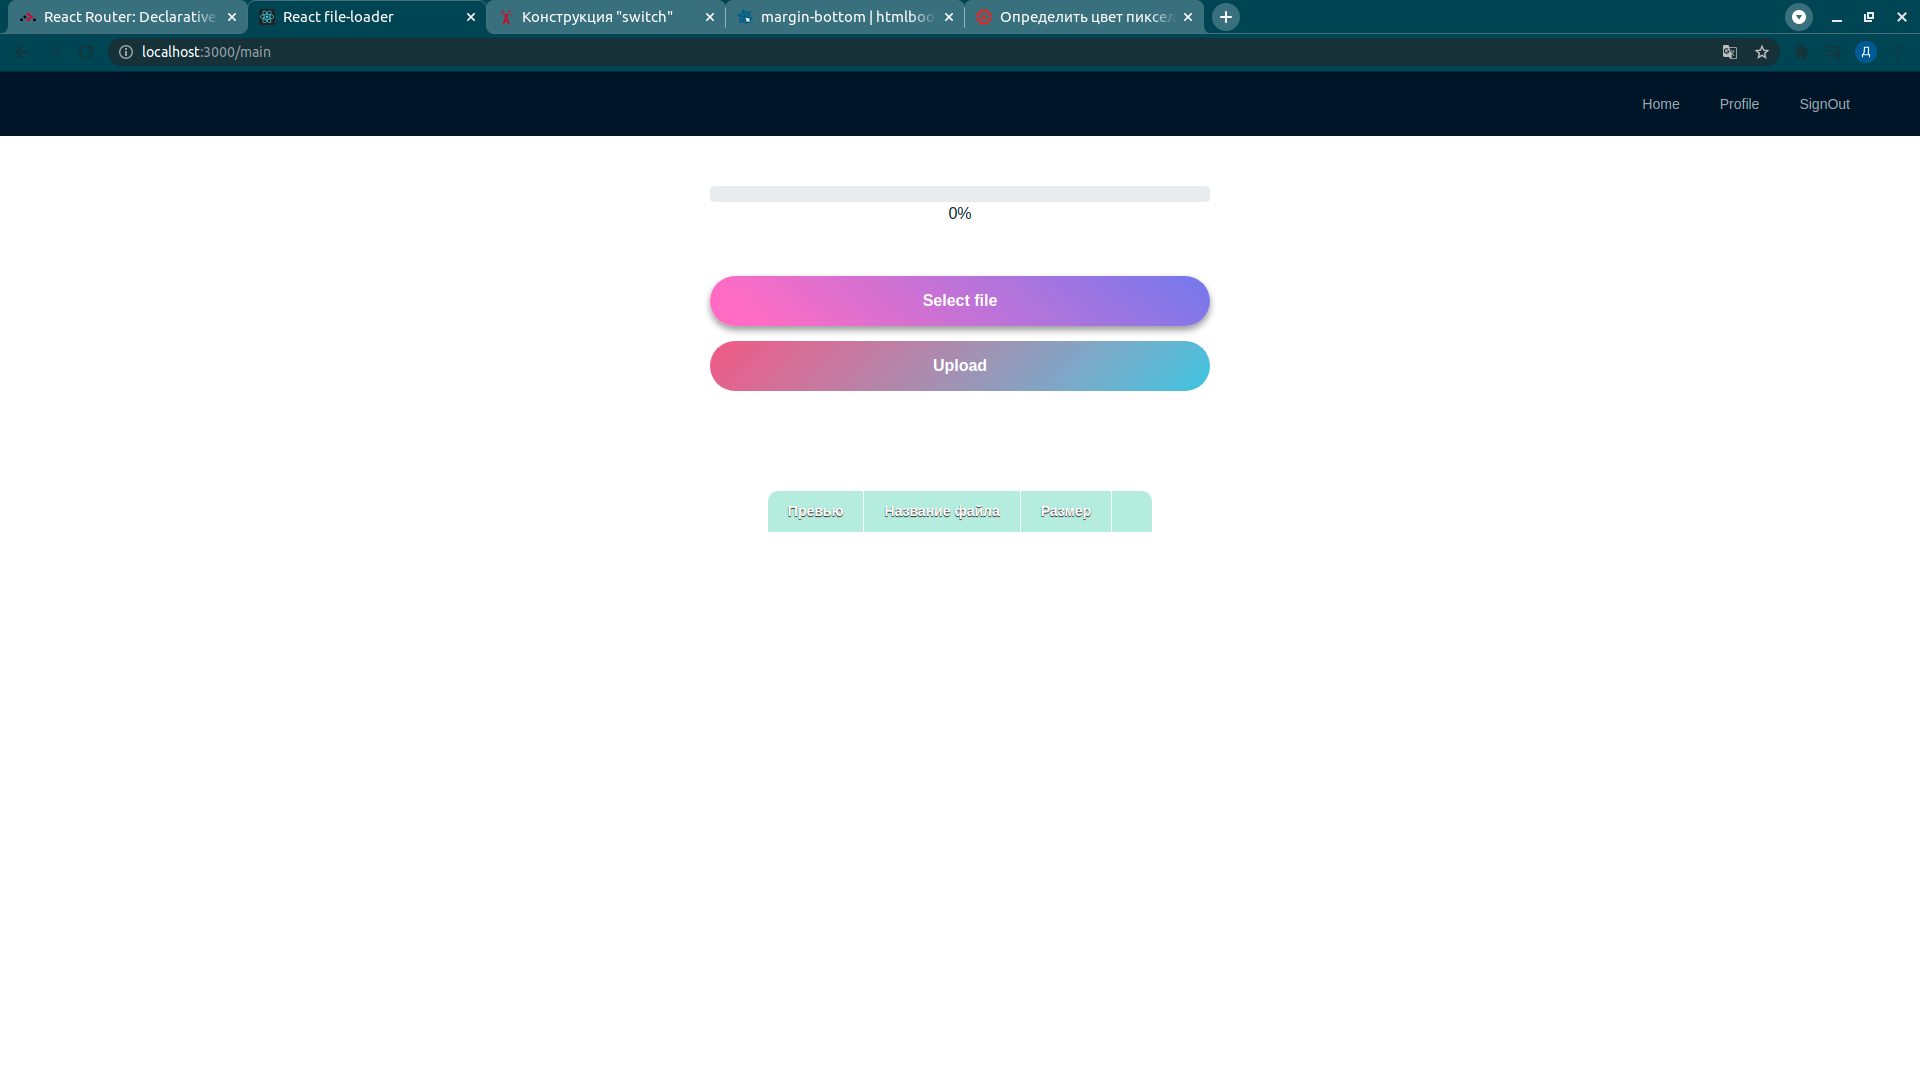 React Router: Declarative
React file-loader
Конструкция "switch"
margin-bottom | htmlboo
Определить цвет пиксел
localhost:3000/main
Д
Home
Profile
SignOut
0%
Select file
Upload
Превью
Название файла
Размер